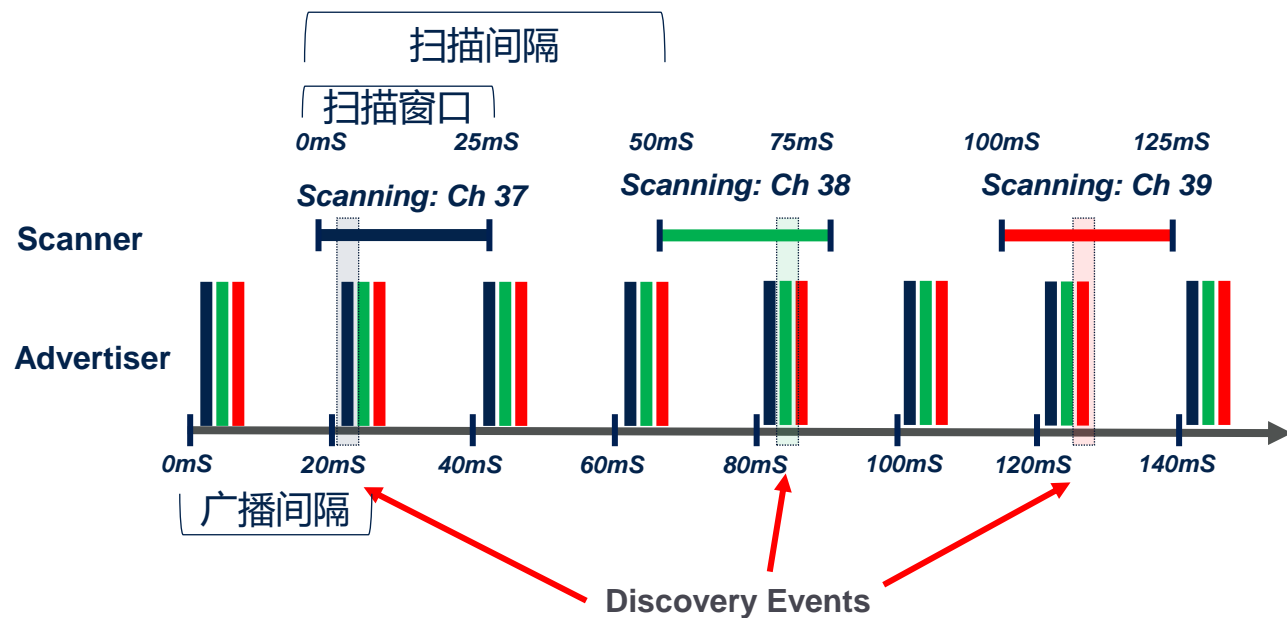 扫描间隔
扫描窗口
0mS 25mS 50mS 75mS 100mS 125mS
Scanning: Ch 37 Scanning: Ch 38 Scanning: Ch 39
Scanner
Advertiser
0mS 20mS 40mS 60mS 80mS 100mS 120mS 140mS
广播间隔
Discovery Events